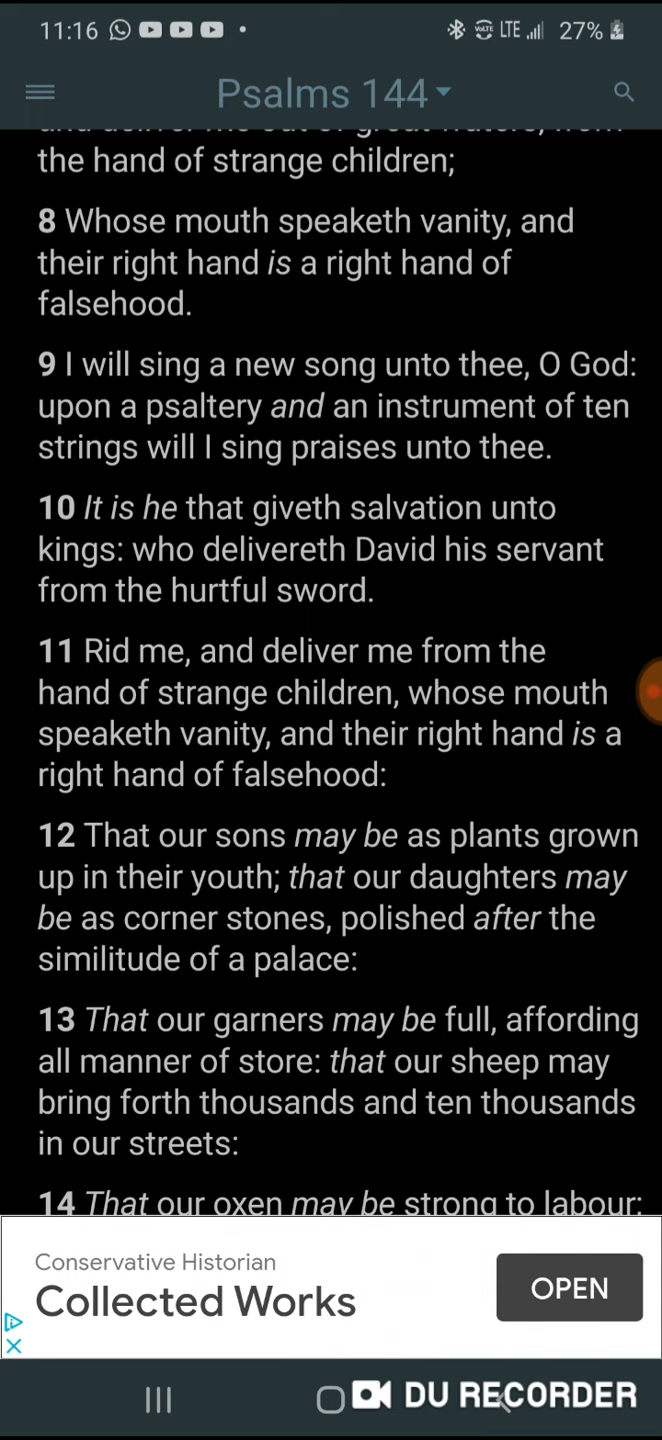 11:16
LTE 27%
Psalms 144
the hand of strange children;
8 Whose mouth speaketh vanity, and
their right hand is a right hand of
falsehood.
9 I will sing a new song unto thee, O God:
upon a psaltery and an instrument of ten
strings will I sing praises unto thee.
10 It is he that giveth salvation unto
kings: who delivereth David his servant
from the hurtful sword.
11 Rid me, and deliver me from the
hand of strange children, whose mouth
speaketh vanity, and their right hand is a
right hand of falsehood:
12 That our sons may be as plants grown
up in their youth; that our daughters may
be as corner stones, polished after the
similitude of a palace:
13 That our garners may be full, affording
all manner of store: that our sheep may
bring forth thousands and ten thousands
in our streets:
14 That our oxen may be strong to labour;
Conservative Historian
Collected Works
OPEN
DU RECORDER